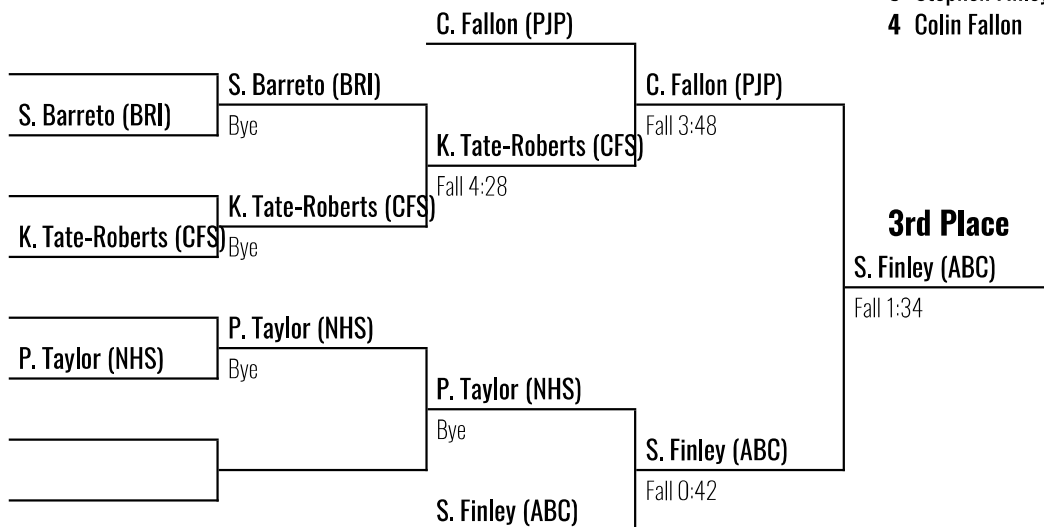 C. Fallon (PJP)
4 Colin Fallon
S. Barreto (BRI)
C. Fallon (PJP)
S. Barreto (BRI)
Bye
Fall 3:48
K. Tate-Roberts (CFS)
Fall 4:28
K. Tate-Roberts (CFS)
K. Tate-Roberts (CFS)
Bye
3rd Place
S. Finley (ABC)
Fall 1:34
P. Taylor (NHS)
P. Taylor (NHS)
Bye
P. Taylor (NHS)
Bye
S. Finley (ABC)
Fall 0:42
S. Finley (ABC)